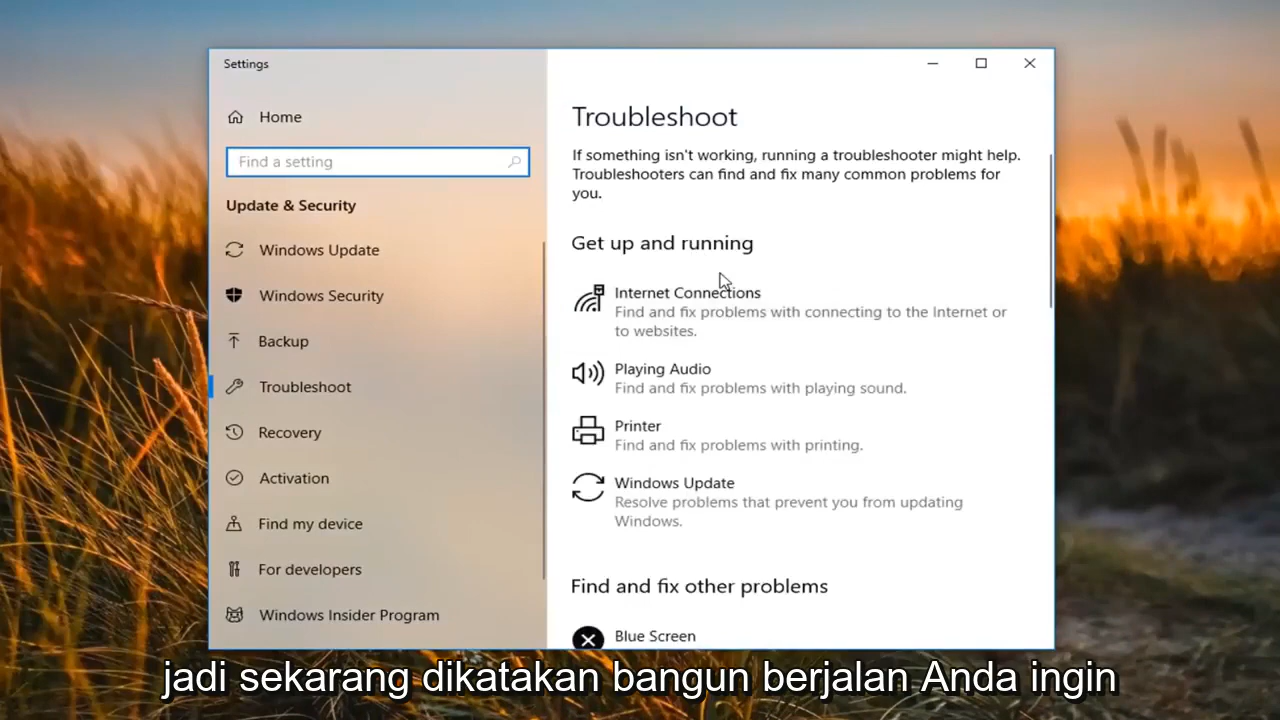 Settings
Home
Find a setting
Update & Security
Windows Update
Windows Security
Backup
Troubleshoot
Recovery
Activation
Find my device
For developers
Windows Insider Program
Troubleshoot
If something isn't working, running a troubleshooter might help.
Troubleshooters can find and fix many common problems for
you.
Get up and running
Internet Connections
Find and fix problems with connecting to the Internet or
to websites.
Playing Audio
Find and fix problems with playing sound.
Printer
Find and fix problems with printing.
Windows Update
Resolve problems that prevent you from updating
Windows.
Find and fix other problems
Blue Screen
jadi sekarang dikatakan bangun berjalan Anda ingin